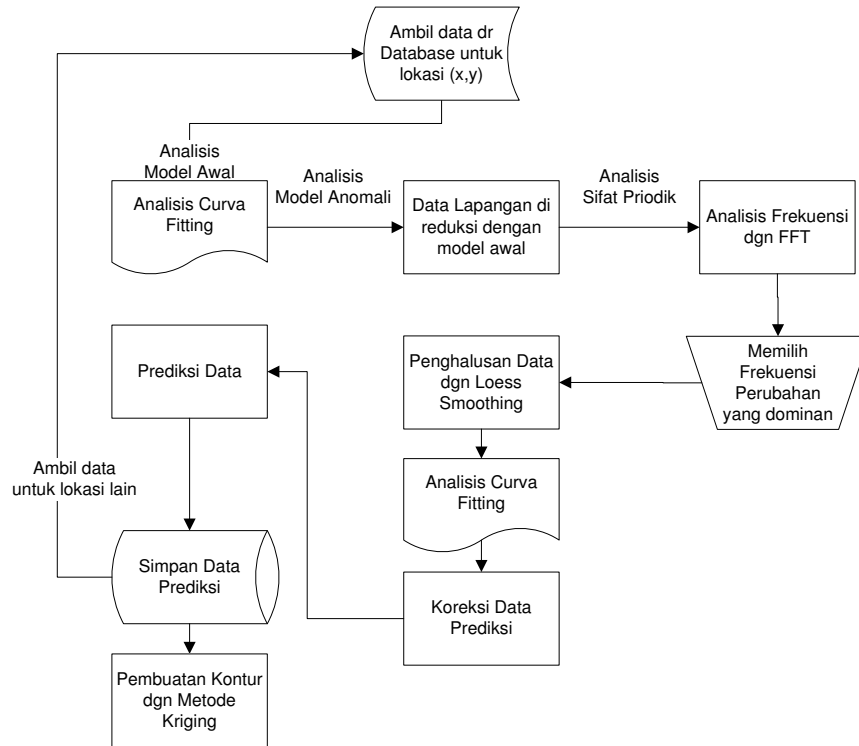 Ambil data dr
Database untuk
lokasi (x,y)
Analisis
Model Awal
Analisis Curva
Fitting
Analisis
Model Anomali
Data Lapangan di
reduksi dengan
model awal
Analisis
Sifat Priodik
Analisis Frekuensi
dgn FFT
Memilih
Frekuensi
Perubahan
yang dominan
Penghalusan Data
dgn Loess
Smoothing
Analisis Curva
Fitting
Koreksi Data
Prediksi
Prediksi Data
Simpan Data
Prediksi
Ambil data
untuk lokasi lain
Pembuatan Kontur
dgn Metode
Kriging